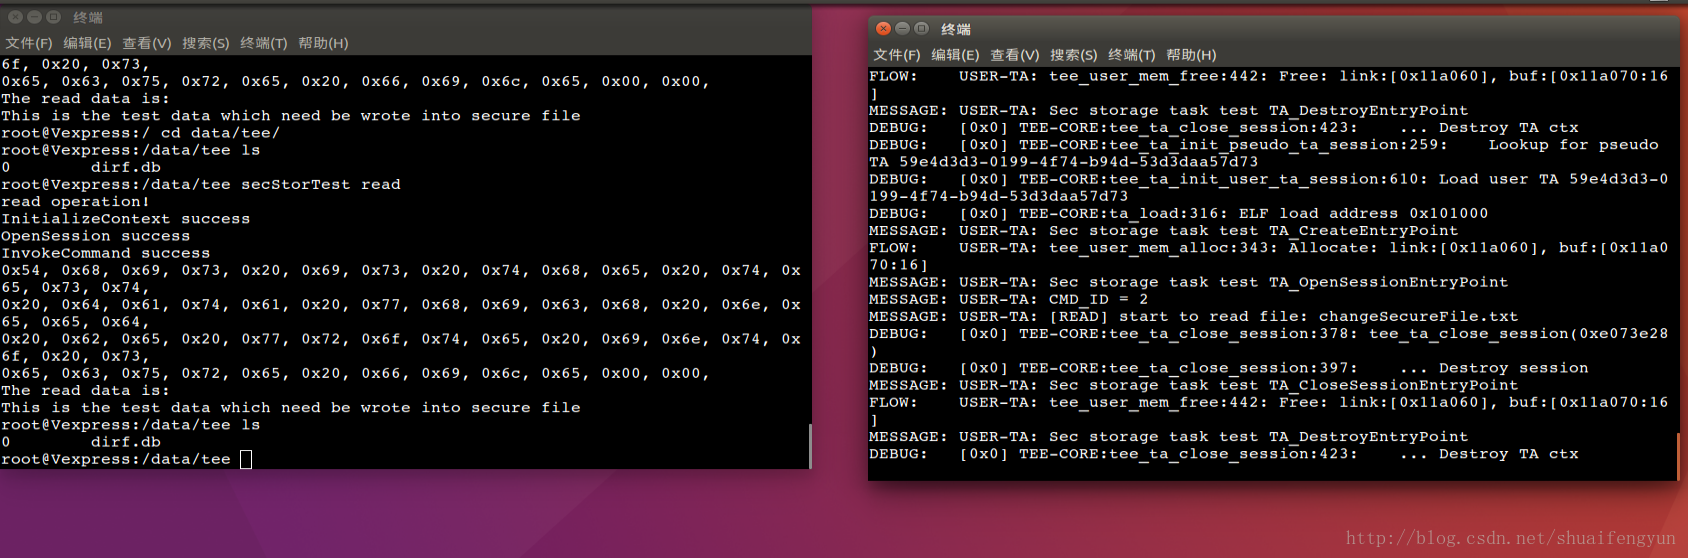 终端
文件(F) 编辑(E) 查看(V) 搜索(S) 终端(T) 帮助(H)
6f, 0x20, 0x73,
0x65, 0x63, 0x75, 0x72, 0x65, 0x20, 0x66, 0x69, 0x6c, 0x65, 0x00, 0x00,
The read data is:
This is the test data which need be wrote into secure file
root@Vexpress:/ cd data/tee/
root@Vexpress:/data/tee ls
0 dirf.db
root@Vexpress:/data/tee secStorTest read
read operation!
InitializeContext success
OpenSession success
InvokeCommand success
0x54, 0x68, 0x69, 0x73, 0x20, 0x69, 0x73, 0x20, 0x74, 0x68, 0x65, 0x20, 0x74, 0x
65, 0x73, 0x74,
0x20, 0x64, 0x61, 0x74, 0x61, 0x20, 0x77, 0x68, 0x69, 0x63, 0x68, 0x20, 0x6e, 0x
65, 0x65, 0x64,
0x20, 0x62, 0x65, 0x20, 0x77, 0x72, 0x6f, 0x74, 0x65, 0x20, 0x69, 0x6e, 0x74, 0x
6f, 0x20, 0x73,
0x65, 0x63, 0x75, 0x72, 0x65, 0x20, 0x66, 0x69, 0x6c, 0x65, 0x00, 0x00,
The read data is:
This is the test data which need be wrote into secure file
root@Vexpress:/data/tee ls
0 dirf.db
root@Vexpress:/data/tee
终端
文件(F) 编辑(E) 查看(V) 搜索(S) 终端(T) 帮助(H)
FLOW: USER-TA: tee_user_mem_free:442: Free: link:[0x11a060], buf:[0x11a070:16
]
MESSAGE: USER-TA: Sec storage task test TA_DestroyEntryPoint
DEBUG: [0x0] TEE-CORE:tee_ta_close_session:423: ... Destroy TA ctx
DEBUG: [0x0] TEE-CORE:tee_ta_init_pseudo_ta_session:259: Lookup for pseudo
TA 59e4d3d3-0199-4f74-b94d-53d3daa57d73
DEBUG: [0x0] TEE-CORE:tee_ta_init_user_ta_session:610: Load user TA 59e4d3d3-0
199-4f74-b94d-53d3daa57d73
DEBUG: [0x0] TEE-CORE:ta_load:316: ELF load address 0x101000
MESSAGE: USER-TA: Sec storage task test TA_CreateEntryPoint
FLOW: USER-TA: tee_user_mem_alloc:343: Allocate: link:[0x11a060], buf:[0x11a0
70:16]
MESSAGE: USER-TA: Sec storage task test TA_OpenSessionEntryPoint
MESSAGE: USER-TA: CMD_ID = 2
MESSAGE: USER-TA: [READ] start to read file: changeSecureFile.txt
DEBUG: [0x0] TEE-CORE:tee_ta_close_session:378: tee_ta_close_session(0xe073e28
)
DEBUG: [0x0] TEE-CORE:tee_ta_close_session:397: ... Destroy session
MESSAGE: USER-TA: Sec storage task test TA_CloseSessionEntryPoint
FLOW: USER-TA: tee_user_mem_free:442: Free: link:[0x11a060], buf:[0x11a070:16
]
MESSAGE: USER-TA: Sec storage task test TA_DestroyEntryPoint
DEBUG: [0x0] TEE-CORE:tee_ta_close_session:423: ... Destroy TA ctx
http://blog.csdn.net/shuaifengyun